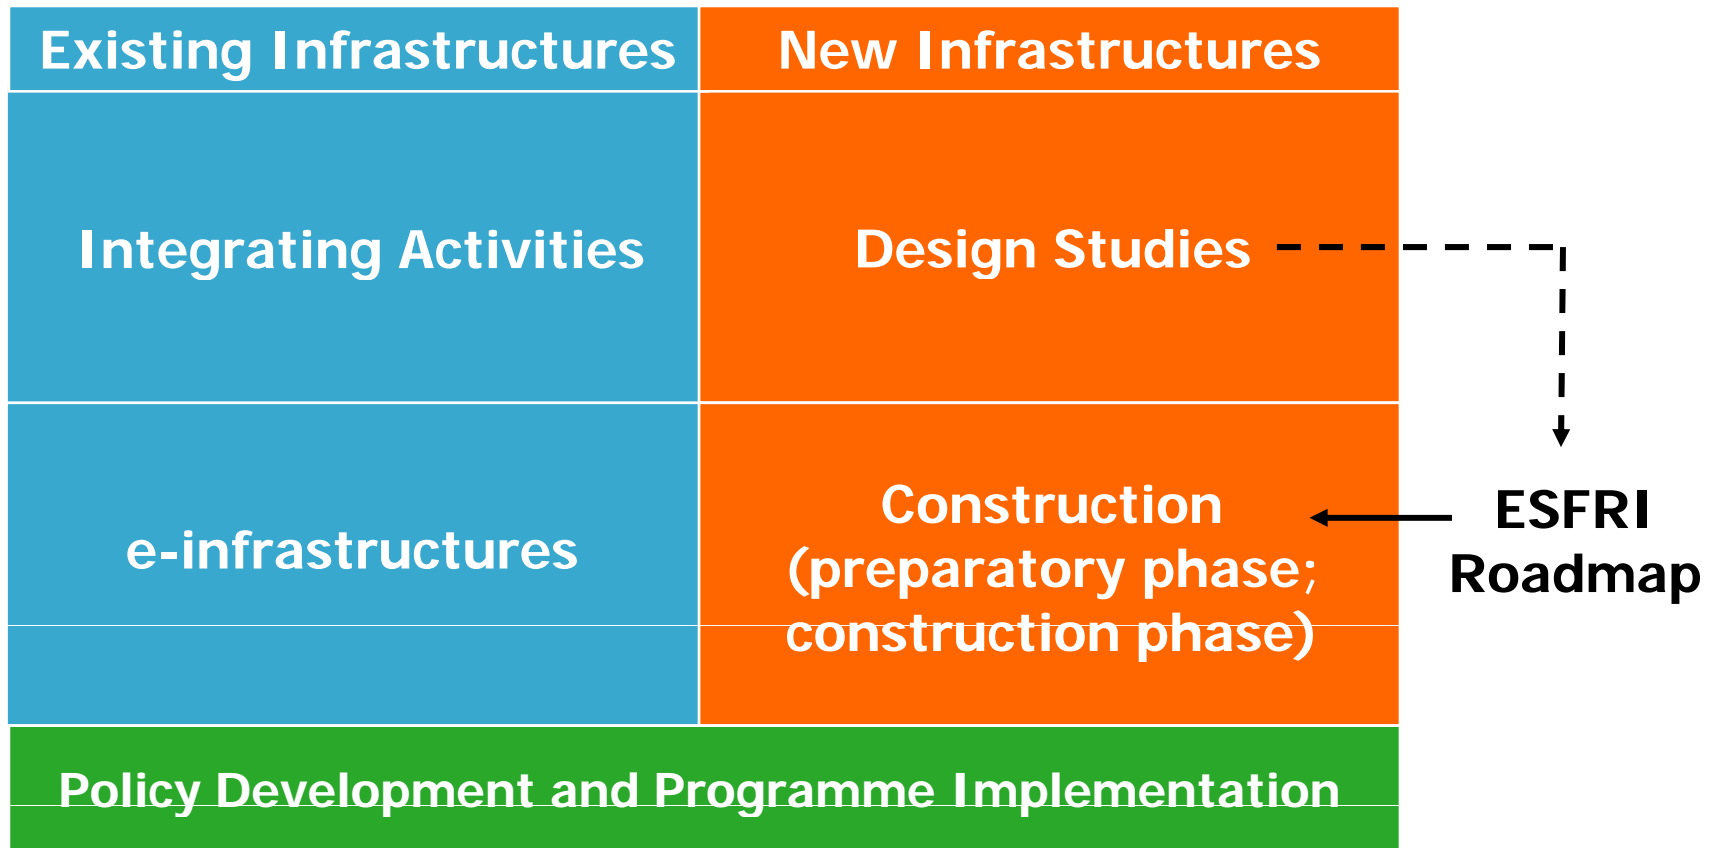 Existing Infrastructures
New Infrastructures
Integrating Activities
Design Studies
e-infrastructures
Construction
(preparatory phase;
construction phase)
ESFRI
Roadmap
Policy Development and Programme Implementation